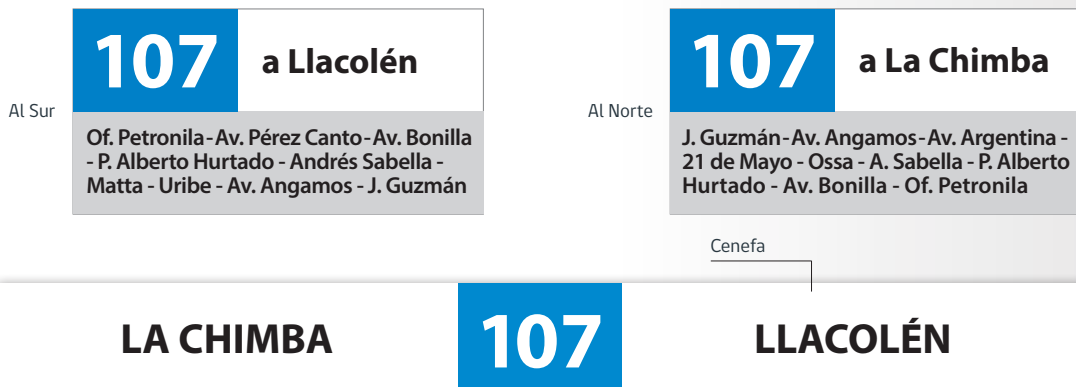 107 a Llacolén
Al Sur
Of. Petronila - Av. Pérez Canto - Av. Bonilla
- P. Alberto Hurtado - Andrés Sabella -
Matta - Uribe - Av. Angamos - J. Guzmán
107 a La Chimba
Al Norte
J. Guzmán - Av. Angamos - Av. Argentina -
21 de Mayo - Ossa - A. Sabella - P. Alberto
Hurtado - Av. Bonilla - Of. Petronila
Cenefa
LA CHIMBA 107 LLACOLÉN